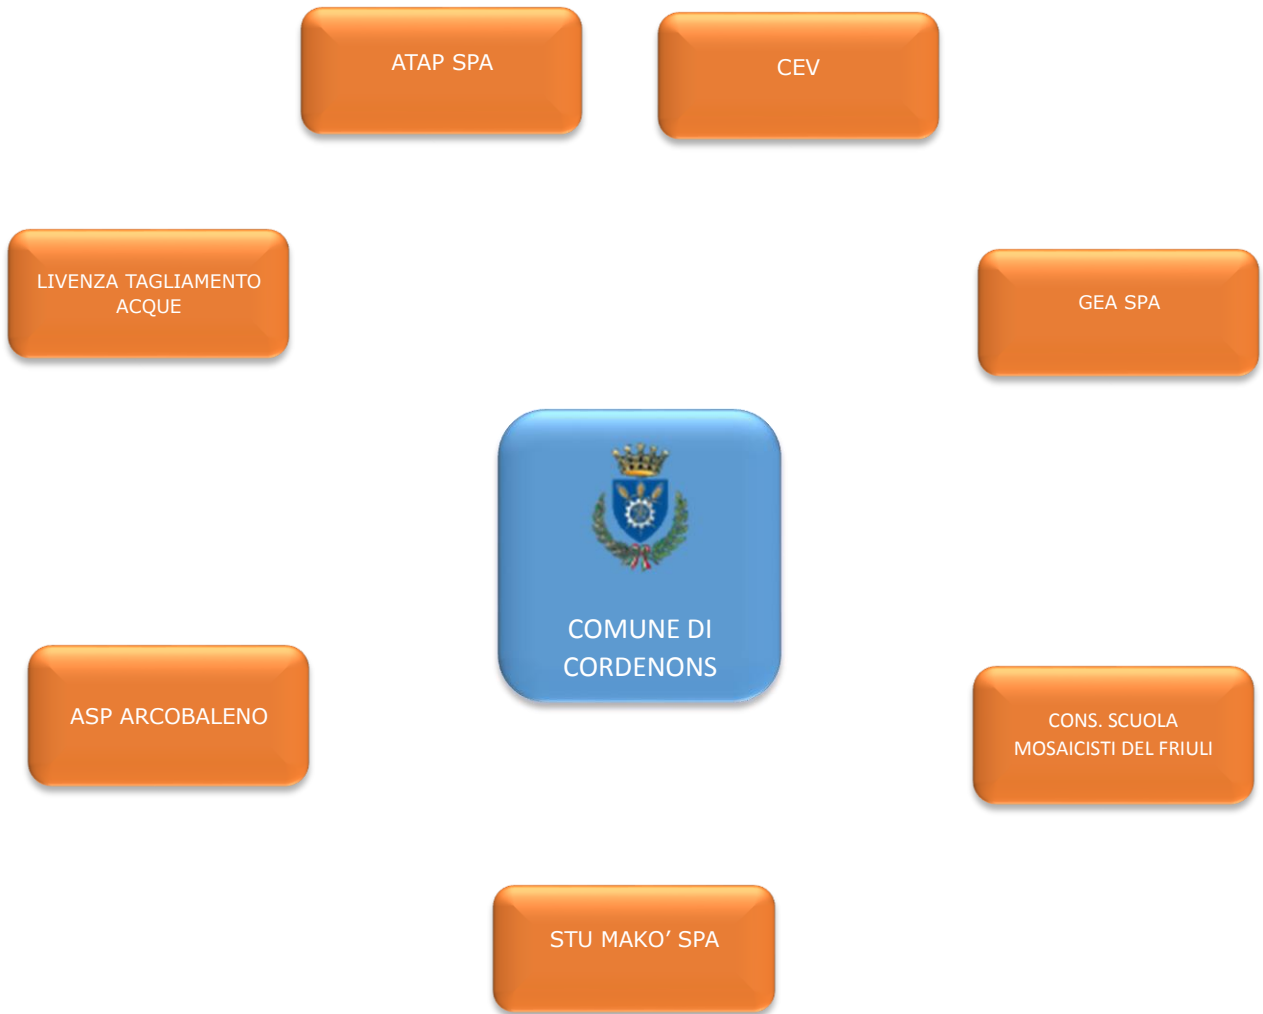 ATAP SPA
CEV
LIVENZA TAGLIAMENTO
ACQUE
GEA SPA
COMUNE DI
CORDENONS
ASP ARCOBALENO
CONS. SCUOLA
MOSAICISTI DEL FRIULI
STU MAKO’ SPA